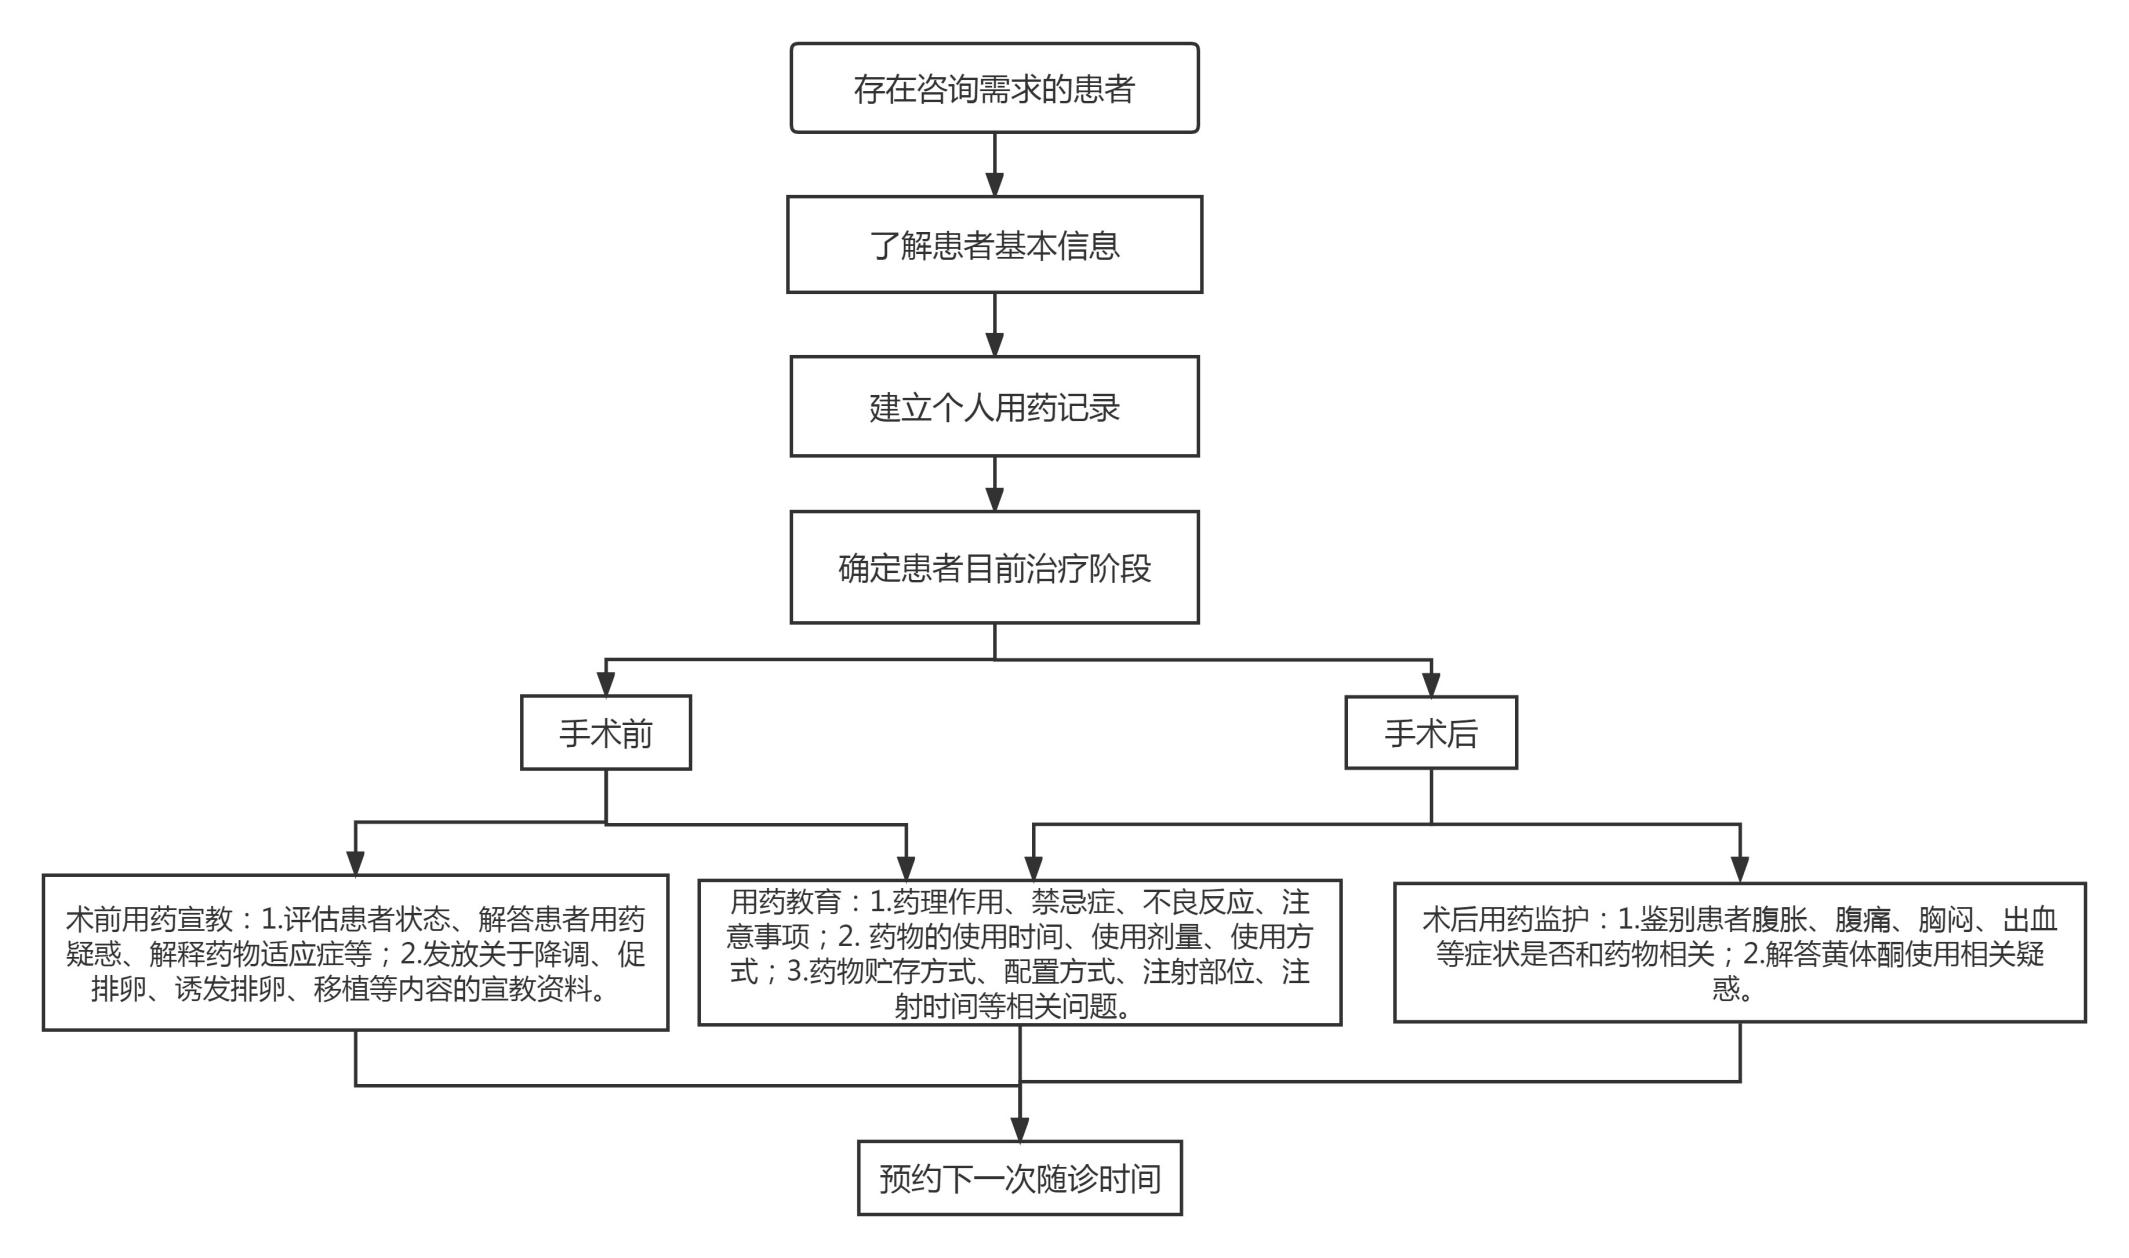 存在咨询需求的患者
了解患者基本信息
建立个人用药记录
确定患者目前治疗阶段
手术前
手术后
术前用药宣教：1.评估患者状态、解答患者用药
疑惑、解释药物适应症等；2.发放关于降调、促
排卵、诱发排卵、移植等内容的宣教资料。
用药教育：1.药理作用、禁忌症、不良反应、注
意事项；2. 药物的使用时间、使用剂量、使用方
式；3.药物贮存方式、配置方式、注射部位、注
射时间等相关问题。
术后用药监护：1.鉴别患者腹胀、腹痛、胸闷、出血
等症状是否和药物相关；2.解答黄体酮使用相关疑
惑。
预约下一次随诊时间